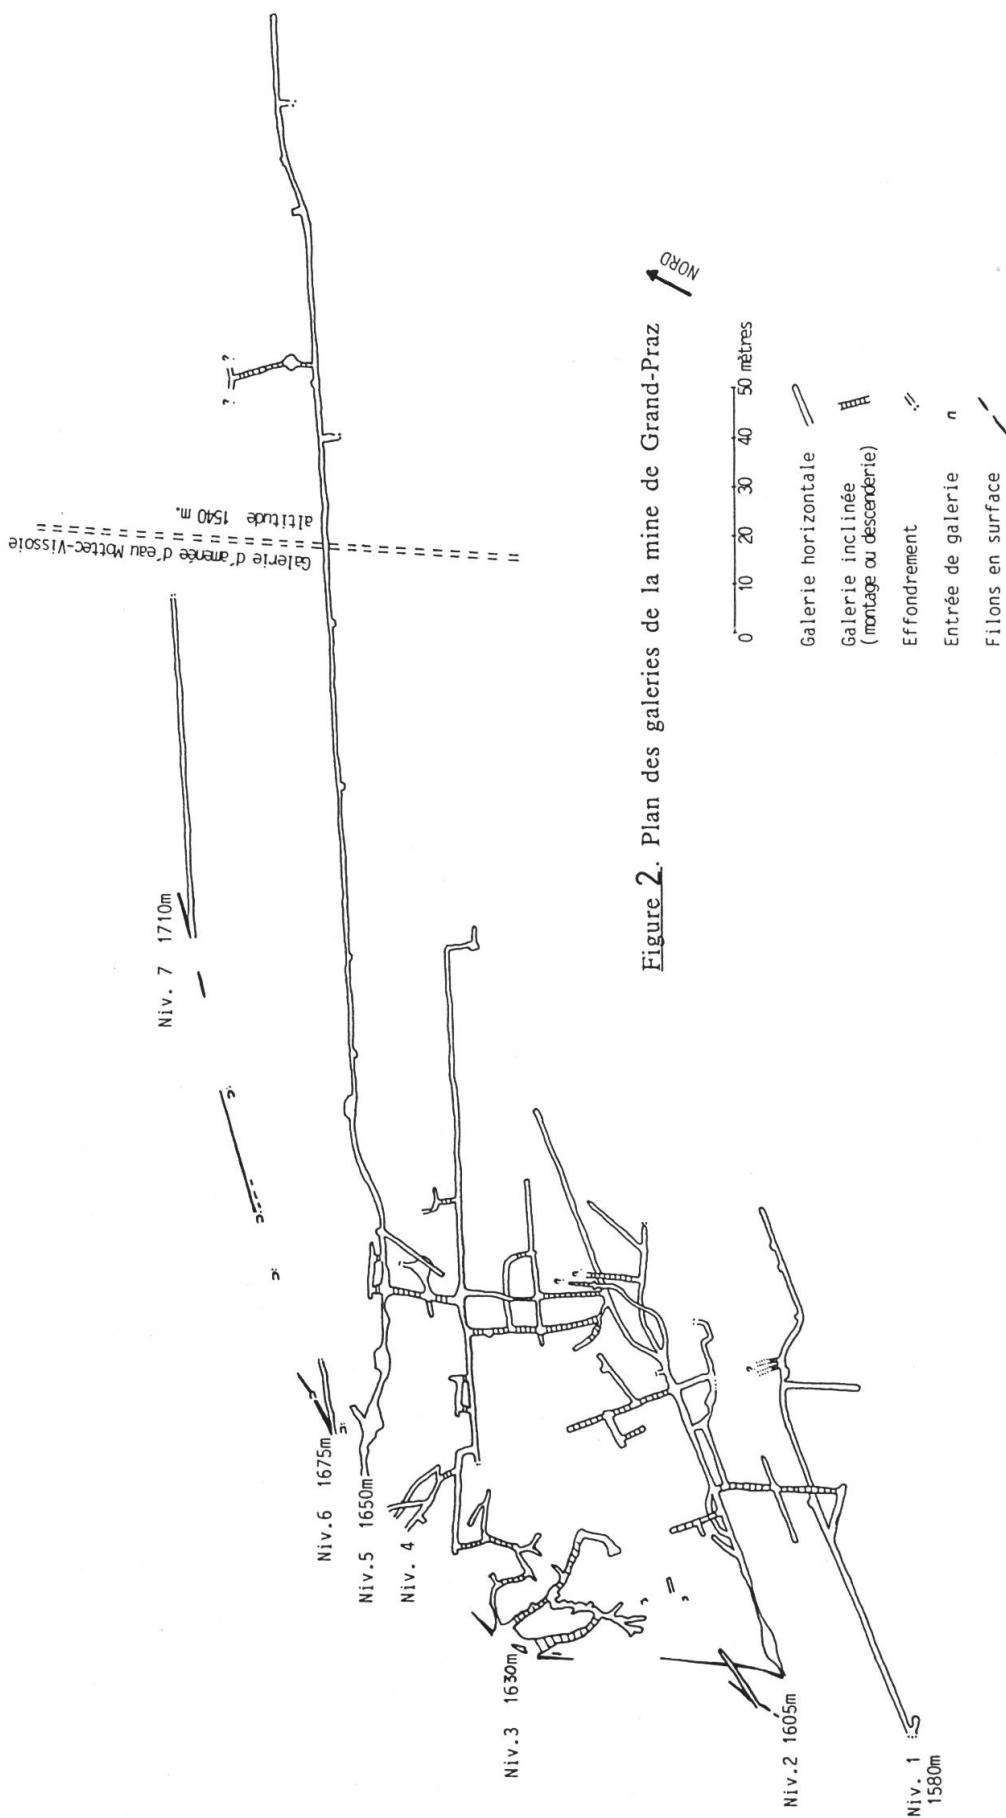 Niv. 7 1710m
Galerie d'amenée d'eau Mottec-Vissoie
altitude 1540 m.
? ?
Niv.6 1675m
Niv.5 1650m
Niv. 4
Niv.3 1630m
Niv.2 1605m
Niv. 1
1580m
NORD
Figure 2. Plan des galeries de la mine de Grand-Praz
0 10 20 30 40 50 mètres
Galerie horizontale
Galerie inclinée
(montage ou descenderie)
Effondrement
Entrée de galerie
Filons en surface